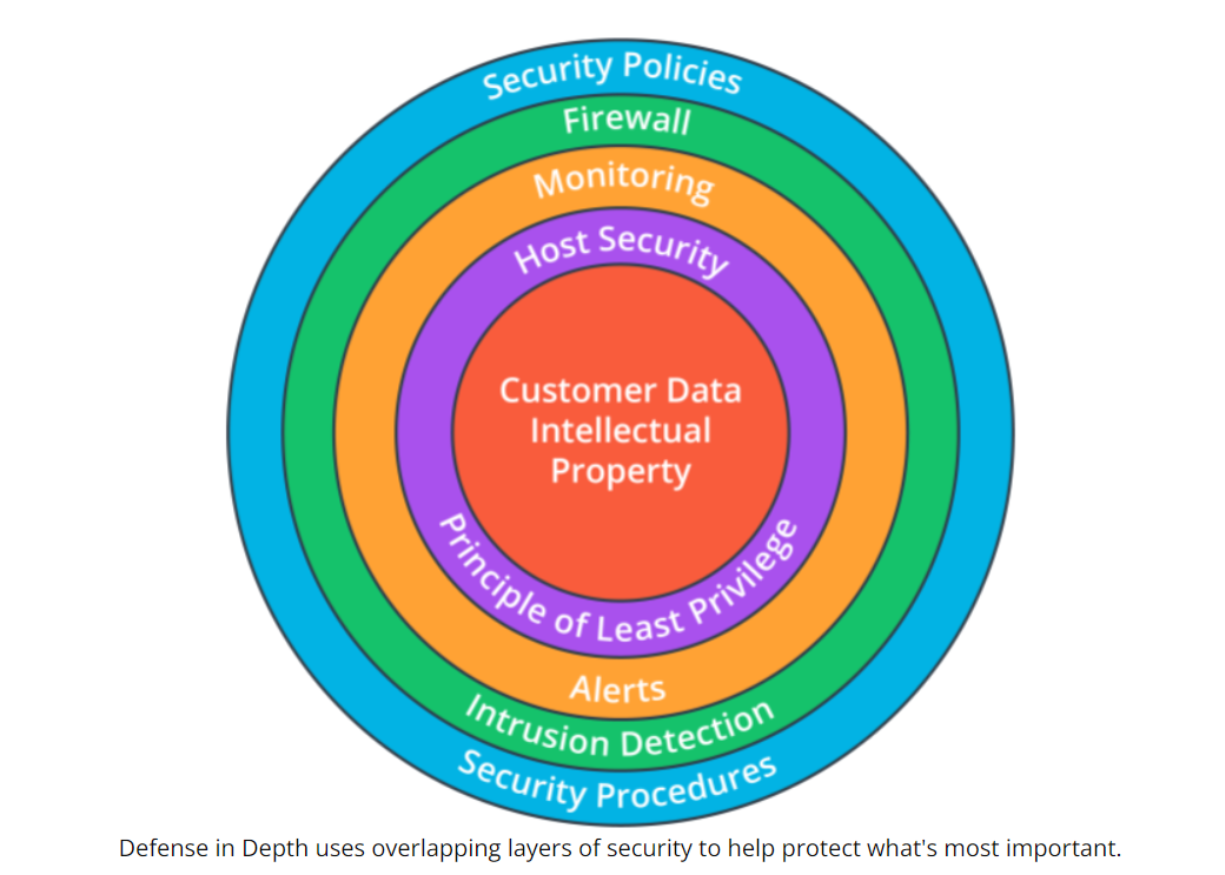 Security Policies
Firewall
Monitoring
Host Security
Customer Data
Intellectual
Property
Principle of Least Privilege
Alerts
Intrusion Detection
Security Procedures
Defense in Depth uses overlapping layers of security to help protect what's most important.